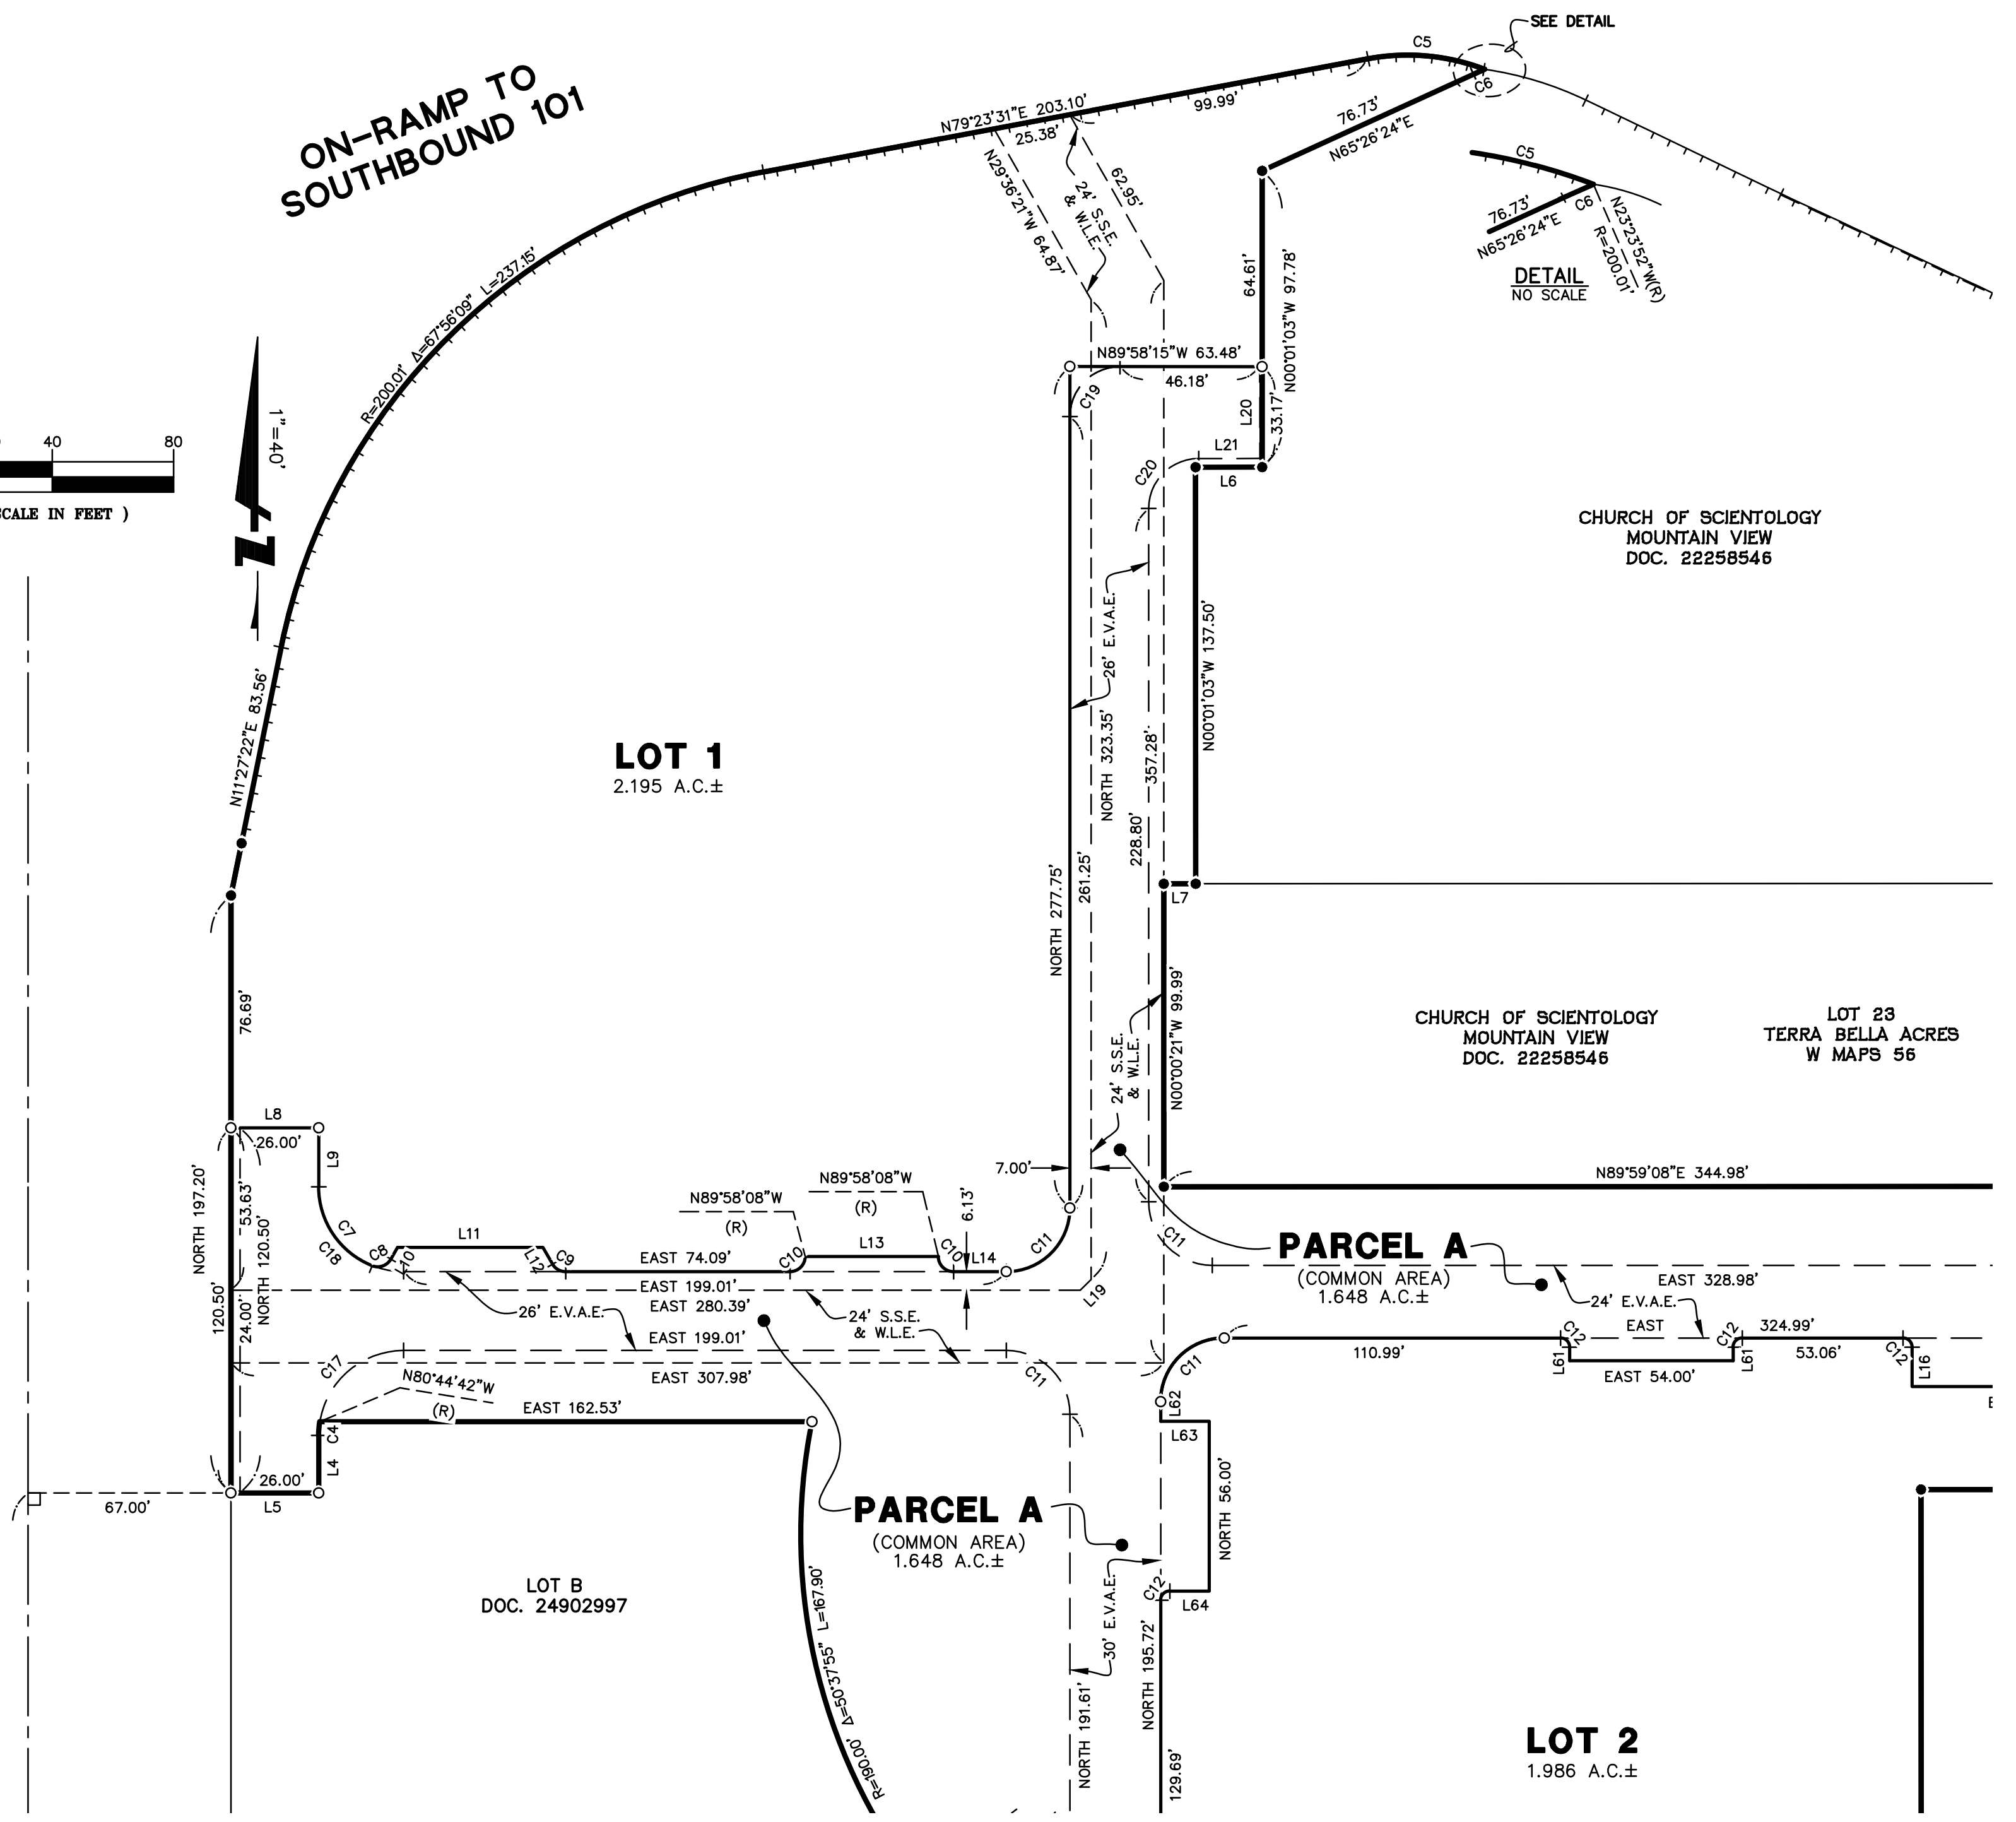 SEE DETAIL
C5
C6
ON-RAMP TO
SOUTHBOUND 101
N79°23'31"E 203.10'
25.38'
99.99'
76.73'
N65°26'24"E
C5
C6
76.73'
N65°26'24"E
N23°23'52"W(R)
R=200.01'
DETAIL
NO SCALE
N29°36'21"W 64.87'
24' S.S.E.
& W.L.E.
62.95'
64.61'
N00°01'03"W 97.78'
R=200.01' Δ=67°56'09" L=237.15'
N89°58'15"W 63.48'
46.18'
C19
L20
33.17'
L21
L6
C20
1"=40'
40
80
CALE IN FEET )
CHURCH OF SCIENTOLOGY
MOUNTAIN VIEW
DOC. 22258546
26' E.V.A.E.
N00°01'03"W 137.50'
N11°27'22"E 83.56'
LOT 1
2.195 A.C.±
NORTH 323.35'
357.28'
228.80'
NORTH 277.75'
261.25'
L7
76.69'
N00°00'21"W 99.99'
24' S.S.E.
& W.L.E.
CHURCH OF SCIENTOLOGY
MOUNTAIN VIEW
DOC. 22258546
LOT 23
TERRA BELLA ACRES
W MAPS 56
L8
26.00'
L9
NORTH 197.20'
53.63'
NORTH 120.50'
120.50'
24.00'
C7
C18
C8
L10
L11
L12
C9
EAST 74.09'
N89°58'08"W
(R)
N89°58'08"W
(R)
C10
L13
C10
L14
6.13'
7.00'
C11
L19
N89°59'08"E 344.98'
C11
PARCEL A
(COMMON AREA)
1.648 A.C.±
EAST 328.98'
24' E.V.A.E.
EAST 199.01'
EAST 280.39'
26' E.V.A.E.
24' S.S.E.
& W.L.E.
EAST 199.01'
EAST 307.98'
C17
N80°44'42"W
(R)
EAST 162.53'
C4
L4
26.00'
L5
67.00'
C11
C11
L62
L63
110.99'
C12
L61
EAST
EAST 54.00'
C12
L61
324.99'
53.06'
C12
L16
NORTH 56.00'
PARCEL A
(COMMON AREA)
1.648 A.C.±
C12
L64
LOT B
DOC. 24902997
R=190.00' Δ=50°37'55" L=167.90'
30' E.V.A.E.
NORTH 191.61'
NORTH 195.72'
129.69'
LOT 2
1.986 A.C.±